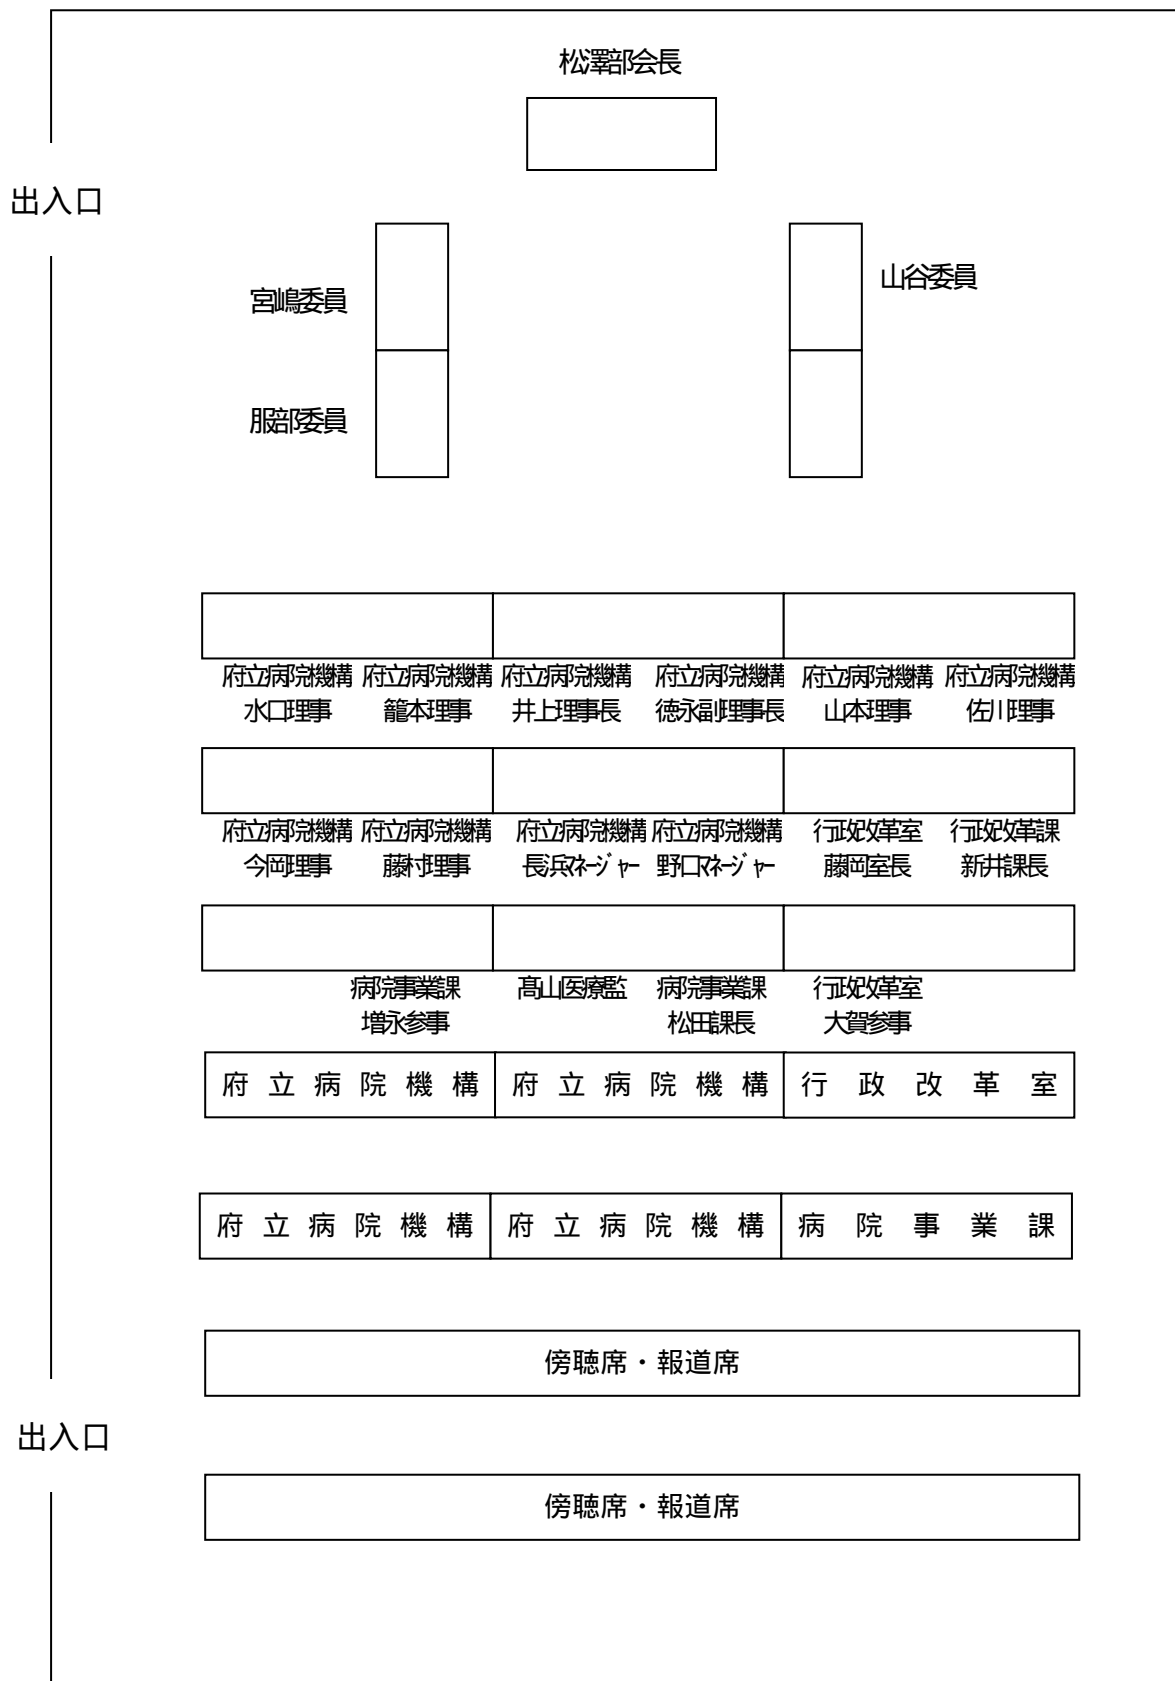 松澤部会長
出入口
山谷委員
宮嶋委員
服部委員
府立病院機構 府立病院機構 府立病院機構 府立病院機構 府立病院機構 府立病院機構
水口理事 籠本理事 井上理事長 徳永副理事長 山本理事 佐川理事
府立病院機構 府立病院機構 府立病院機構 府立病院機構 行政改革室 行政改革課
今岡理事 藤村理事 長浜ﾏﾈｰｼﾞｬｰ 野口ﾏﾈｰｼﾞｬｰ 藤岡室長 新井課長
病院事業課 髙山医療監 病院事業課 行政改革室
増永参事 松田課長 大賀参事
府立病院機構 府立病院機構 行政改革室
府立病院機構 府立病院機構 病院事業課
傍聴席・報道席
出入口
傍聴席・報道席